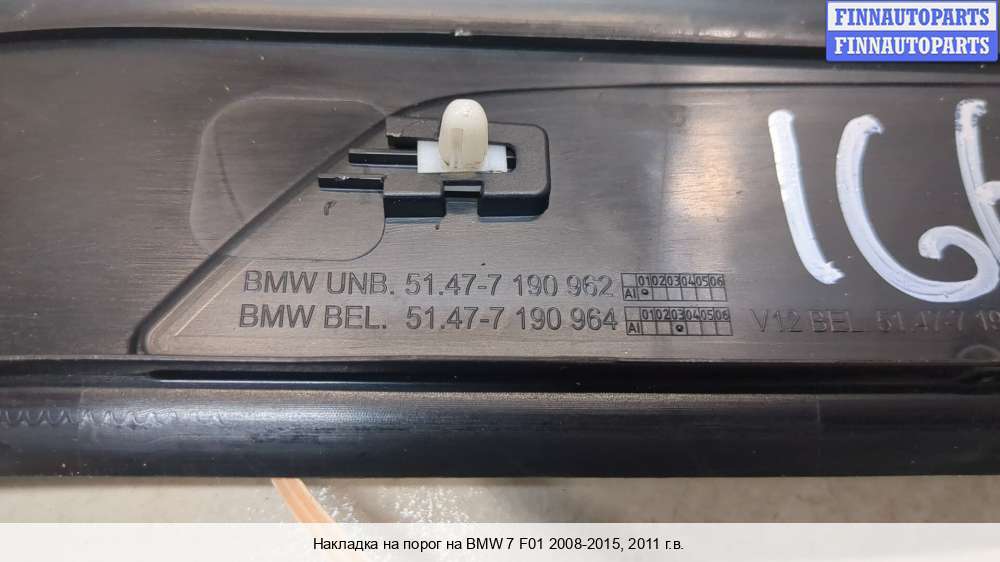 FINNAUTOPARTS
FINNAUTOPARTS
BMW UNB. 51.47-7 190 962 AI 01 02 03 04 05 06
BMW BEL. 51.47-7 190 964 AI 01 02 03 04 05 06 V12 BEL. 51.47-7 19
Накладка на порог на BMW 7 F01 2008-2015, 2011 г.в.